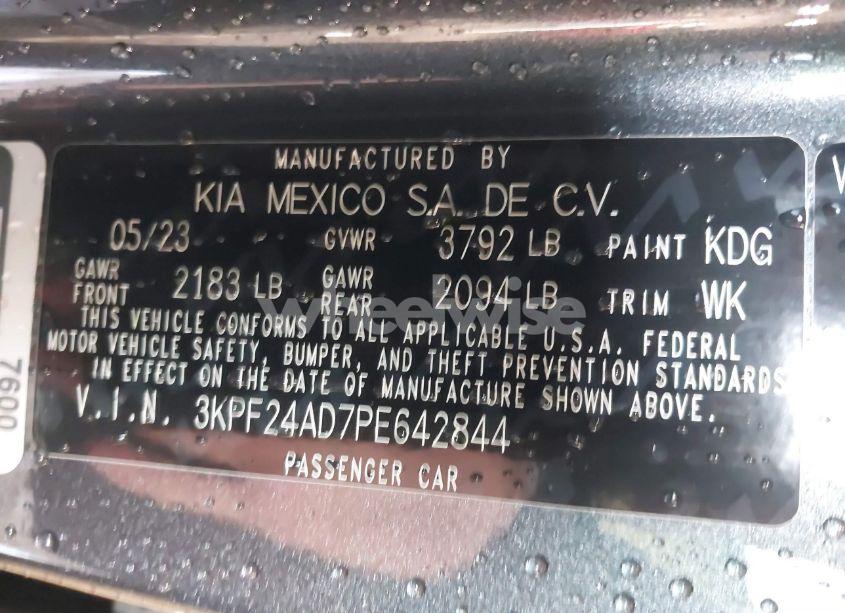 MANUFACTURED BY
KIA MEXICO S.A. DE C.V.
05/23 GVWR 3792 LB PAINT KDG
GAWR FRONT 2183 LB GAWR REAR 2094 LB TRIM WK
THIS VEHICLE CONFORMS TO ALL APPLICABLE U.S.A. FEDERAL
MOTOR VEHICLE SAFETY, BUMPER, AND THEFT PREVENTION STANDARDS
IN EFFECT ON THE DATE OF MANUFACTURE SHOWN ABOVE.
V.I.N. 3KPF24AD7PE642844
PASSENGER CAR
wheelwise